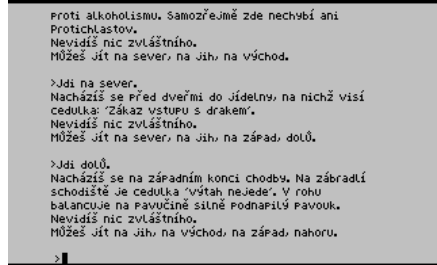 proti alkoholismu. Samozřejmě zde nechybí ani
Protichlastov.
Nevidíš nic zvláštního.
Můžeš jít na sever, na jih, na východ.
>Jdi na sever.
Nacházíš se před dveřmi do jídelny, na nichž visí
cedulka: 'Zákaz vstupu s drakem'.
Nevidíš nic zvláštního.
Můžeš jít na sever, na jih, na západ, dolů.
>Jdi dolů.
Nacházíš se na západním konci chodby. Na zábradlí
schodiště je cedulka 'výtah nejede'. V rohu
balancuje na pavučině silně podnapilý pavouk.
Nevidíš nic zvláštního.
Můžeš jít na jih, na východ, na západ, nahoru.
>